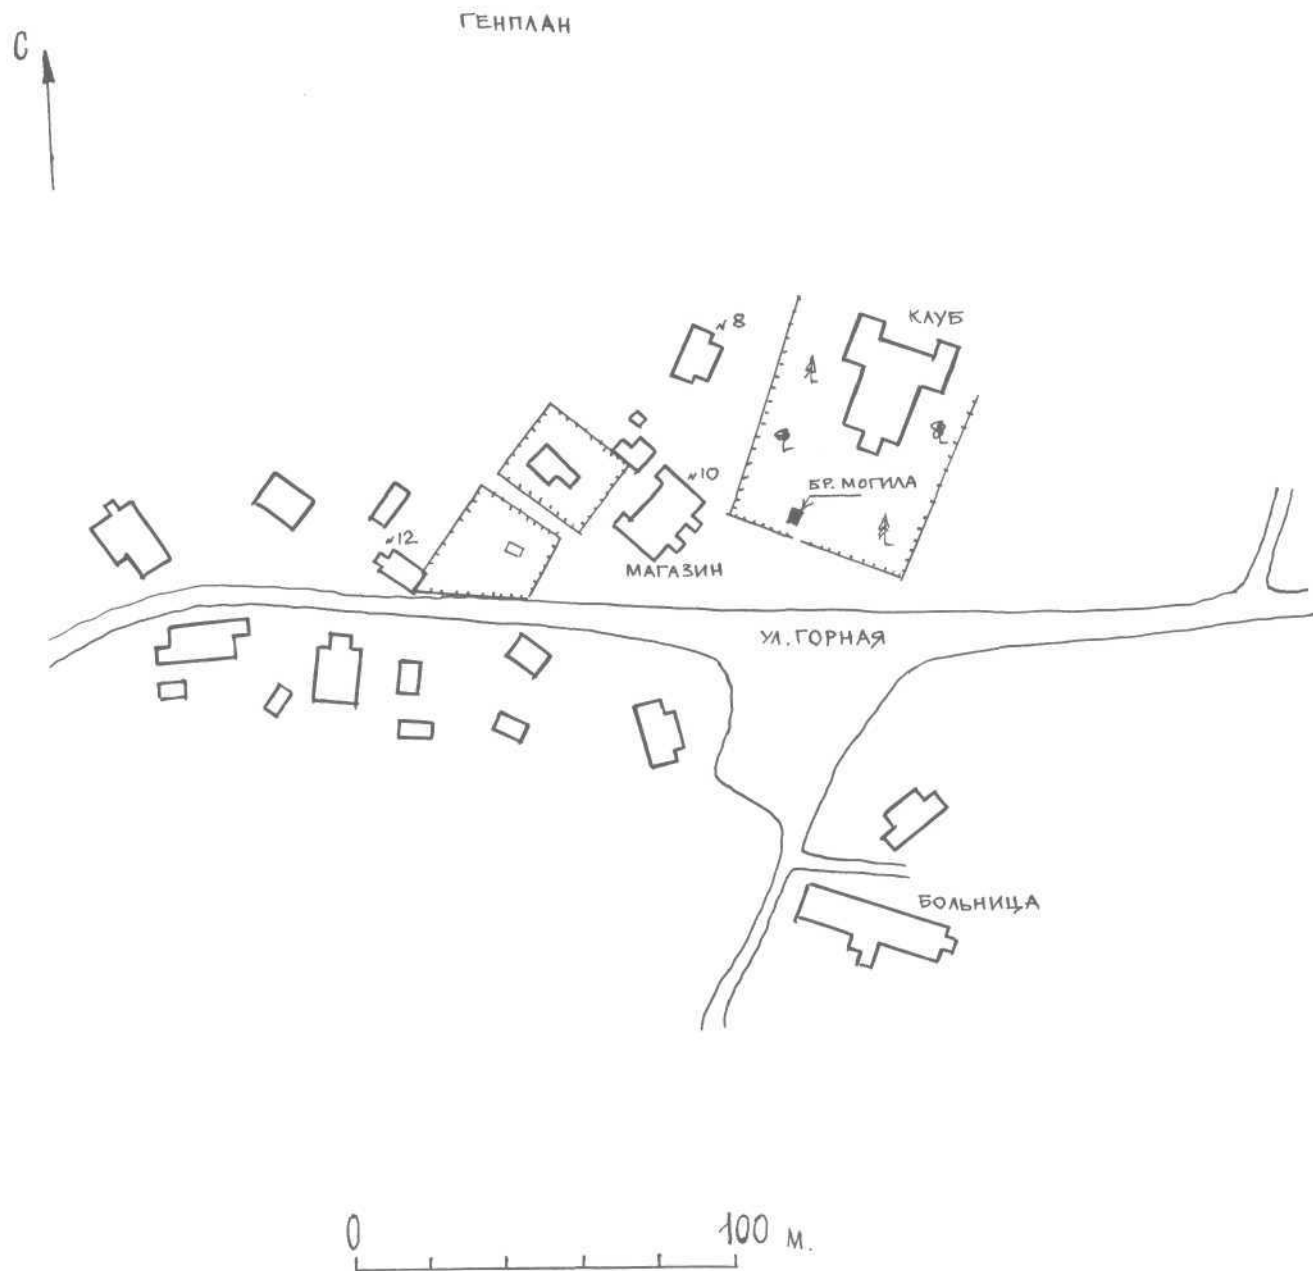 ГЕНПЛАН
С
№8
КЛУБ
№10
БР. МОГИЛА
№12
МАГАЗИН
УЛ. ГОРНАЯ
БОЛЬНИЦА
0 100 м.